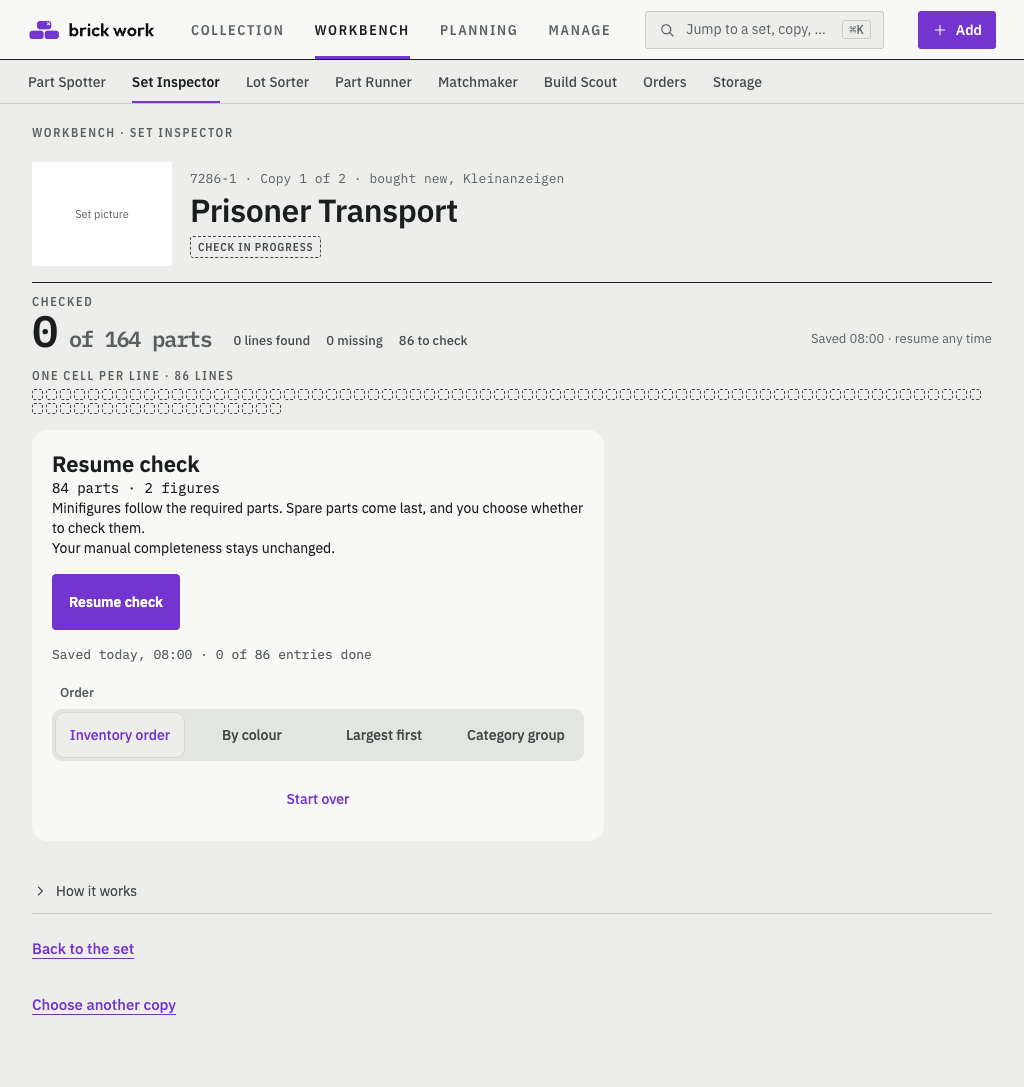 brick work
COLLECTION
WORKBENCH
PLANNING
MANAGE
Jump to a set, copy, ...
⌘K
Add
Part Spotter
Set Inspector
Lot Sorter
Part Runner
Matchmaker
Build Scout
Orders
Storage
WORKBENCH · SET INSPECTOR
Set picture
7286-1 · Copy 1 of 2 · bought new, Kleinanzeigen
Prisoner Transport
CHECK IN PROGRESS
CHECKED
0 of 164 parts
0 lines found
0 missing
86 to check
Saved 08:00 · resume any time
ONE CELL PER LINE · 86 LINES
Resume check
84 parts · 2 figures
Minifigures follow the required parts. Spare parts come last, and you choose whether
to check them.
Your manual completeness stays unchanged.
Resume check
Saved today, 08:00 · 0 of 86 entries done
Order
Inventory order
By colour
Largest first
Category group
Start over
How it works
Back to the set
Choose another copy